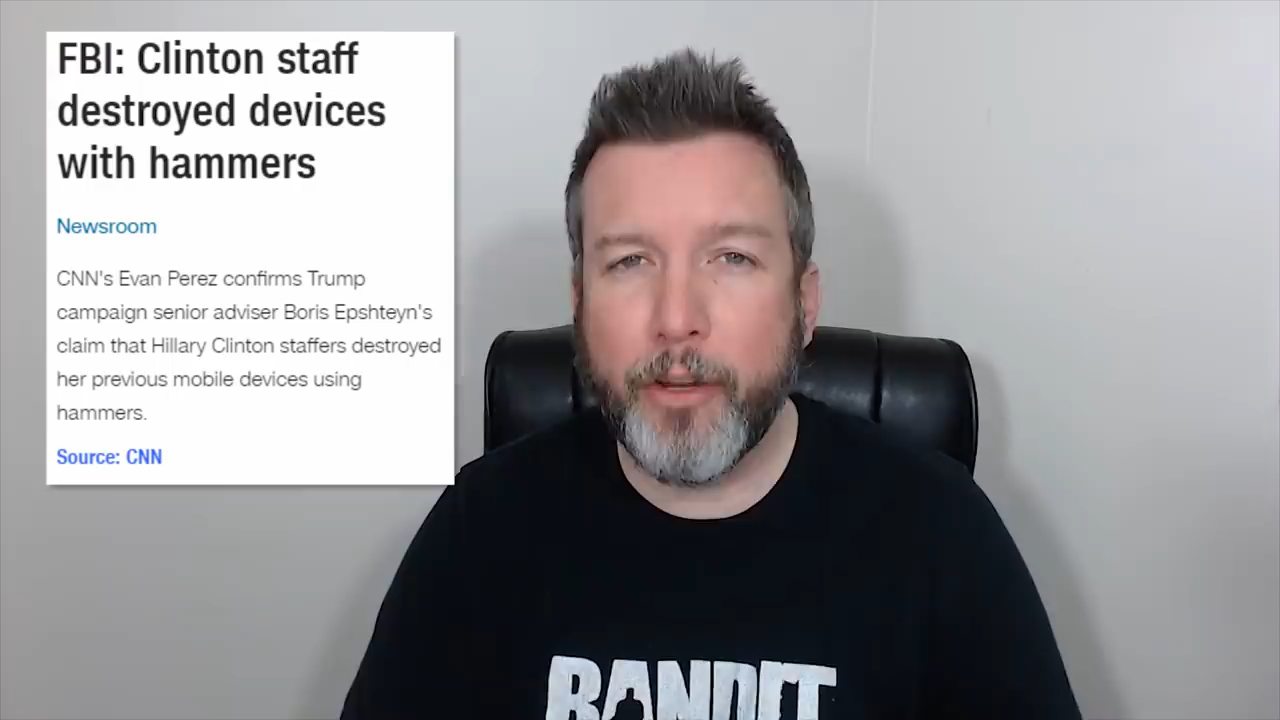 FBI: Clinton staff
destroyed devices
with hammers
Newsroom
CNN's Evan Perez confirms Trump
campaign senior adviser Boris Epshteyn's
claim that Hillary Clinton staffers destroyed
her previous mobile devices using
hammers.
Source: CNN
BANDIT